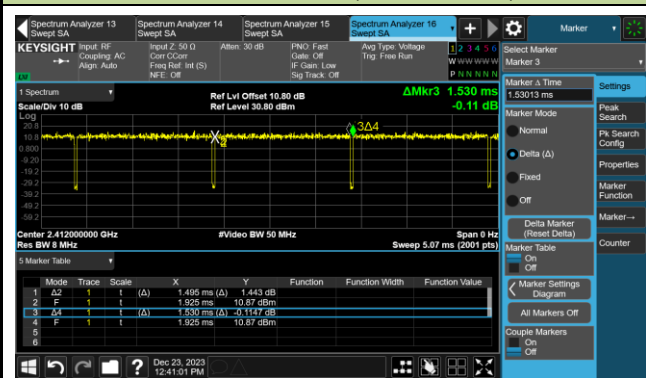 Spectrum Analyzer 13
Swept SA
Spectrum Analyzer 14
Swept SA
Spectrum Analyzer 15
Swept SA
Spectrum Analyzer 16
Swept SA
Marker
KEYSIGHT
Input: RF
Coupling: AC
Align: Auto
Input Z: 50 Ω
Corr CCorr
Freq Ref: Int (S)
NFE: Off
Atten: 30 dB
PNO: Fast
Gate: Off
IF Gain: Low
Sig Track: Off
Avg Type: Voltage
Trig: Free Run
1 2 3 4 5 6
W W W W W W
P N N N N N
LVI
Select Marker
Marker 3
1 Spectrum
Scale/Div 10 dB
Log
Ref Lvl Offset 10.80 dB
Ref Level 30.80 dBm
ΔMkr3 1.530 ms
-0.11 dB
20.8
10.8
0.800
-9.20
-19.2
-29.2
-39.2
-49.2
-59.2
3Δ4
Center 2.412000000 GHz
Res BW 8 MHz
#Video BW 50 MHz
Span 0 Hz
Sweep 5.07 ms (2001 pts)
5 Marker Table
Mode Trace Scale X Y Function Function Width Function Value
1 Δ2 1 t (Δ) 1.495 ms (Δ) 1.443 dB
2 F 1 t 1.925 ms 10.87 dBm
3 Δ4 1 t (Δ) 1.530 ms (Δ) -0.1147 dB
4 F 1 t 1.925 ms 10.87 dBm
5
6
Marker Δ Time
1.53013 ms
Marker Mode
Normal
Delta (Δ)
Fixed
Off
Delta Marker
(Reset Delta)
Marker Table
On
Off
Marker Settings
Diagram
All Markers Off
Couple Markers
On
Off
Settings
Peak
Search
Pk Search
Config
Properties
Marker
Function
Marker→
Counter
?
Dec 23, 2023
12:41:01 PM